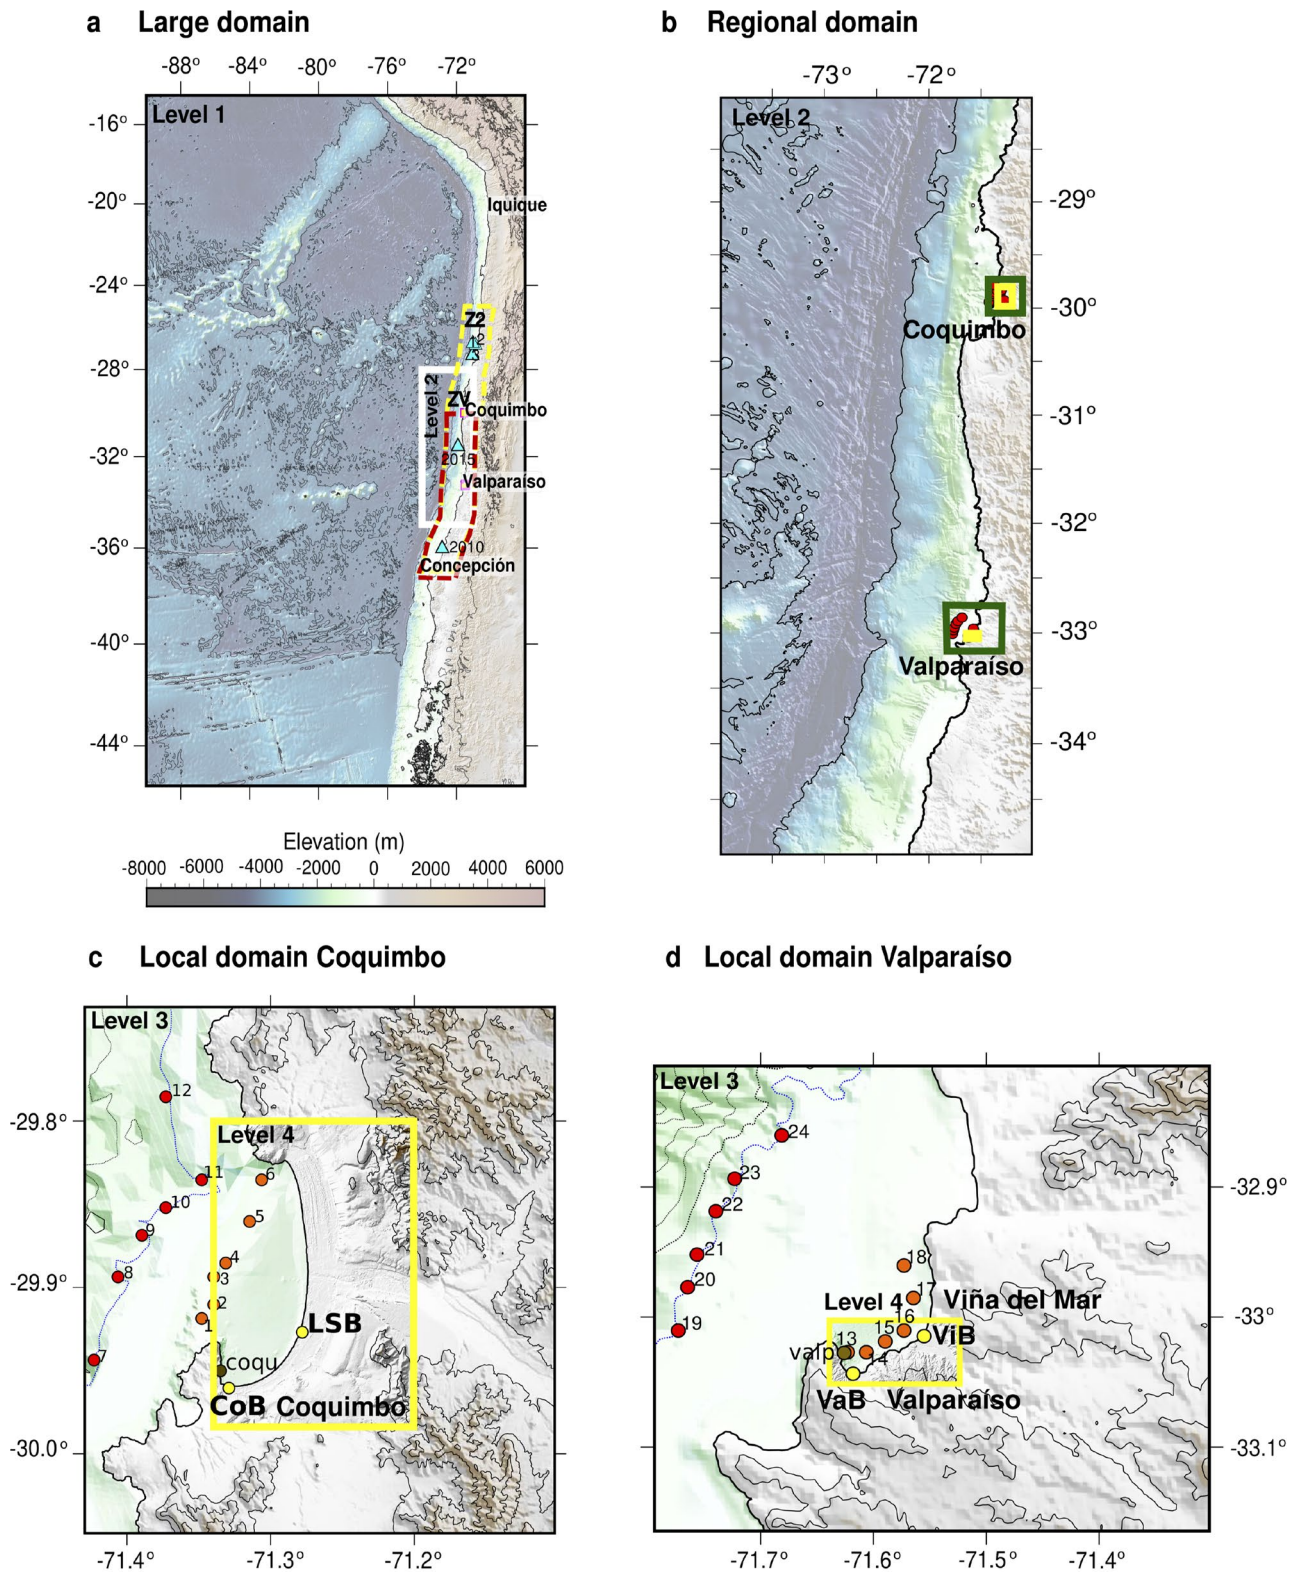 a Large domain
-88° -84° -80° -76° -72°
Level 1
-16°
-20°
-24°
-28°
-32°
-36°
-40°
-44°
Iquique
Z2
2
Level 2
ZV
Coquimbo
2015
Valparaíso
2010
Concepción
Elevation (m)
-8000 -6000 -4000 -2000 0 2000 4000 6000
b Regional domain
-73° -72°
Level 2
-29°
-30°
-31°
-32°
-33°
-34°
Coquimbo
Valparaíso
c Local domain Coquimbo
Level 3
12
-29.8°
Level 4
11
6
10
5
9
4
8
3
-29.9°
2
1
LSB
7
coqu
CoB Coquimbo
-30.0°
-71.4° -71.3° -71.2°
d Local domain Valparaíso
Level 3
24
23
-32.9°
22
21
18
20
17
Viña del Mar
Level 4
19
16
-33°
15
ViB
13
valp
14
VaB Valparaíso
-33.1°
-71.7° -71.6° -71.5° -71.4°